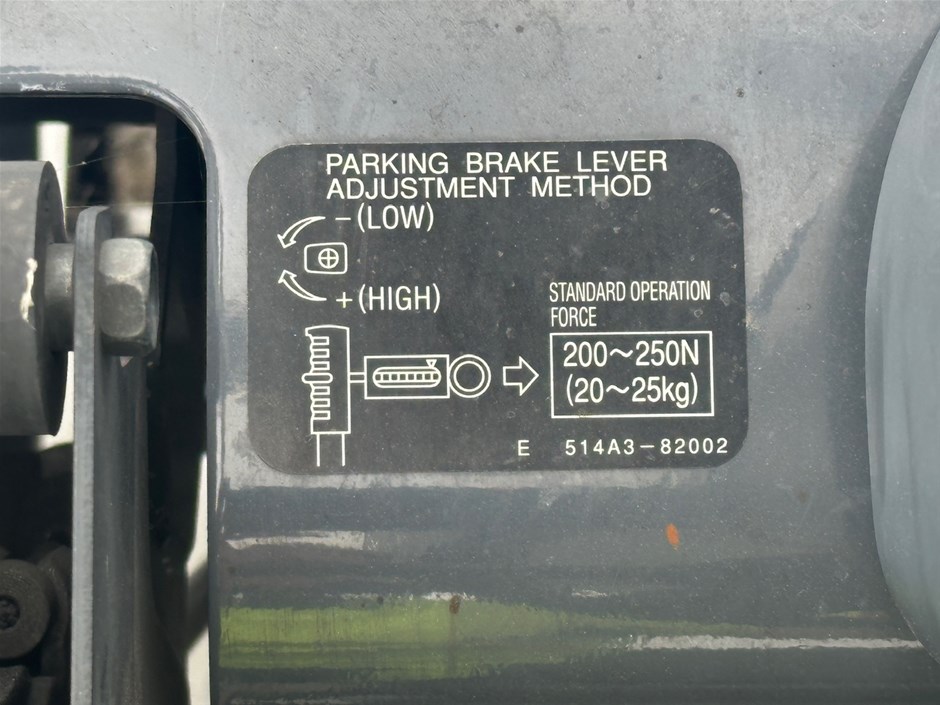 PARKING BRAKE LEVER
ADJUSTMENT METHOD
− (LOW)
+ (HIGH)
STANDARD OPERATION
FORCE
200～250N
(20～25kg)
E 514A3−82002